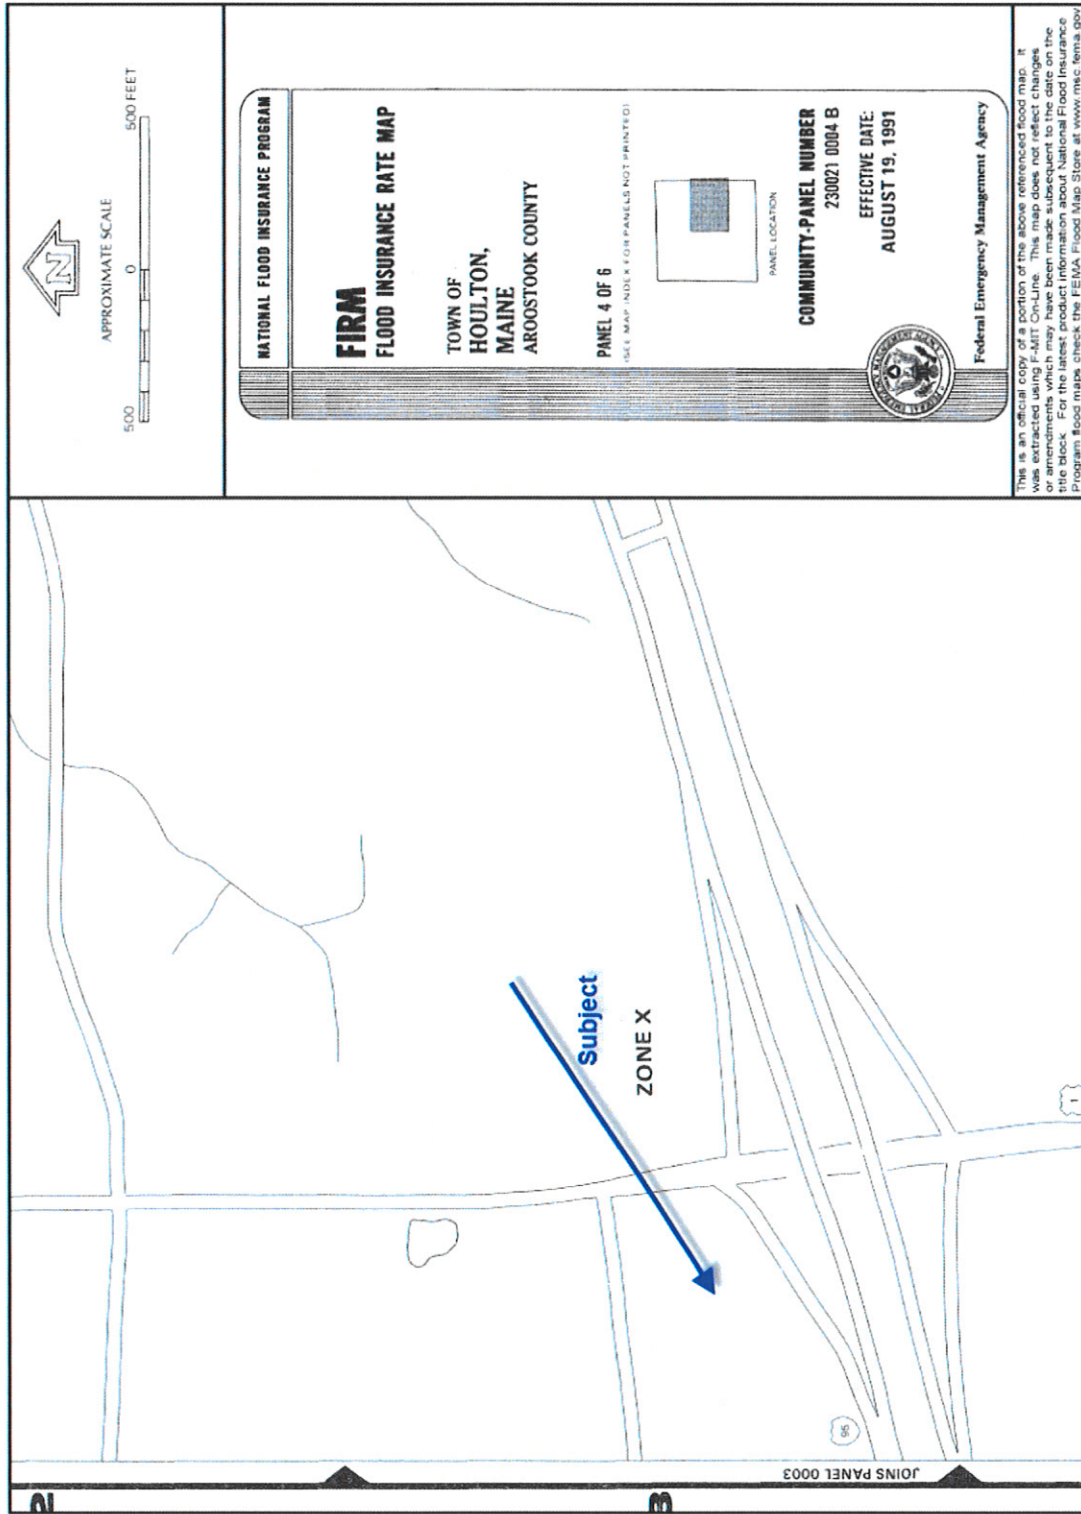 APPROXIMATE SCALE
500 0 500 FEET
NATIONAL FLOOD INSURANCE PROGRAM
FIRM
FLOOD INSURANCE RATE MAP
TOWN OF
HOULTON,
MAINE
AROOSTOOK COUNTY
PANEL 4 OF 6
(SEE MAP INDEX FOR PANELS NOT PRINTED)
PANEL LOCATION
COMMUNITY-PANEL NUMBER
230021 0004 B
EFFECTIVE DATE:
AUGUST 19, 1991
FEDERAL EMERGENCY MANAGEMENT AGENCY
Federal Emergency Management Agency
This is an official copy of a portion of the above referenced flood map. It
was extracted using F-MIT On-Line. This map does not reflect changes
or amendments which may have been made subsequent to the date on the
title block. For the latest product information about National Flood Insurance
Program flood maps check the FEMA Flood Map Store at www.msc.fema.gov
N
Subject
ZONE X
95
1
JOINS PANEL 0003
2
3